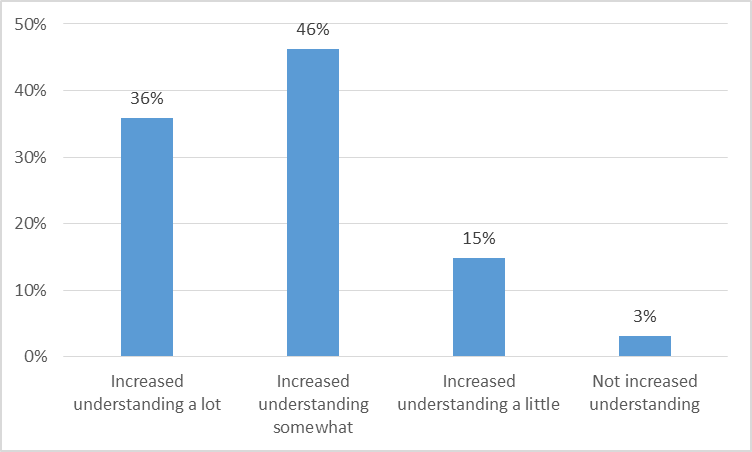 50%
46%
40%
36%
30%
20%
15%
10%
3%
0%
Increased
understanding a lot
Increased
understanding
somewhat
Increased
understanding a little
Not increased
understanding